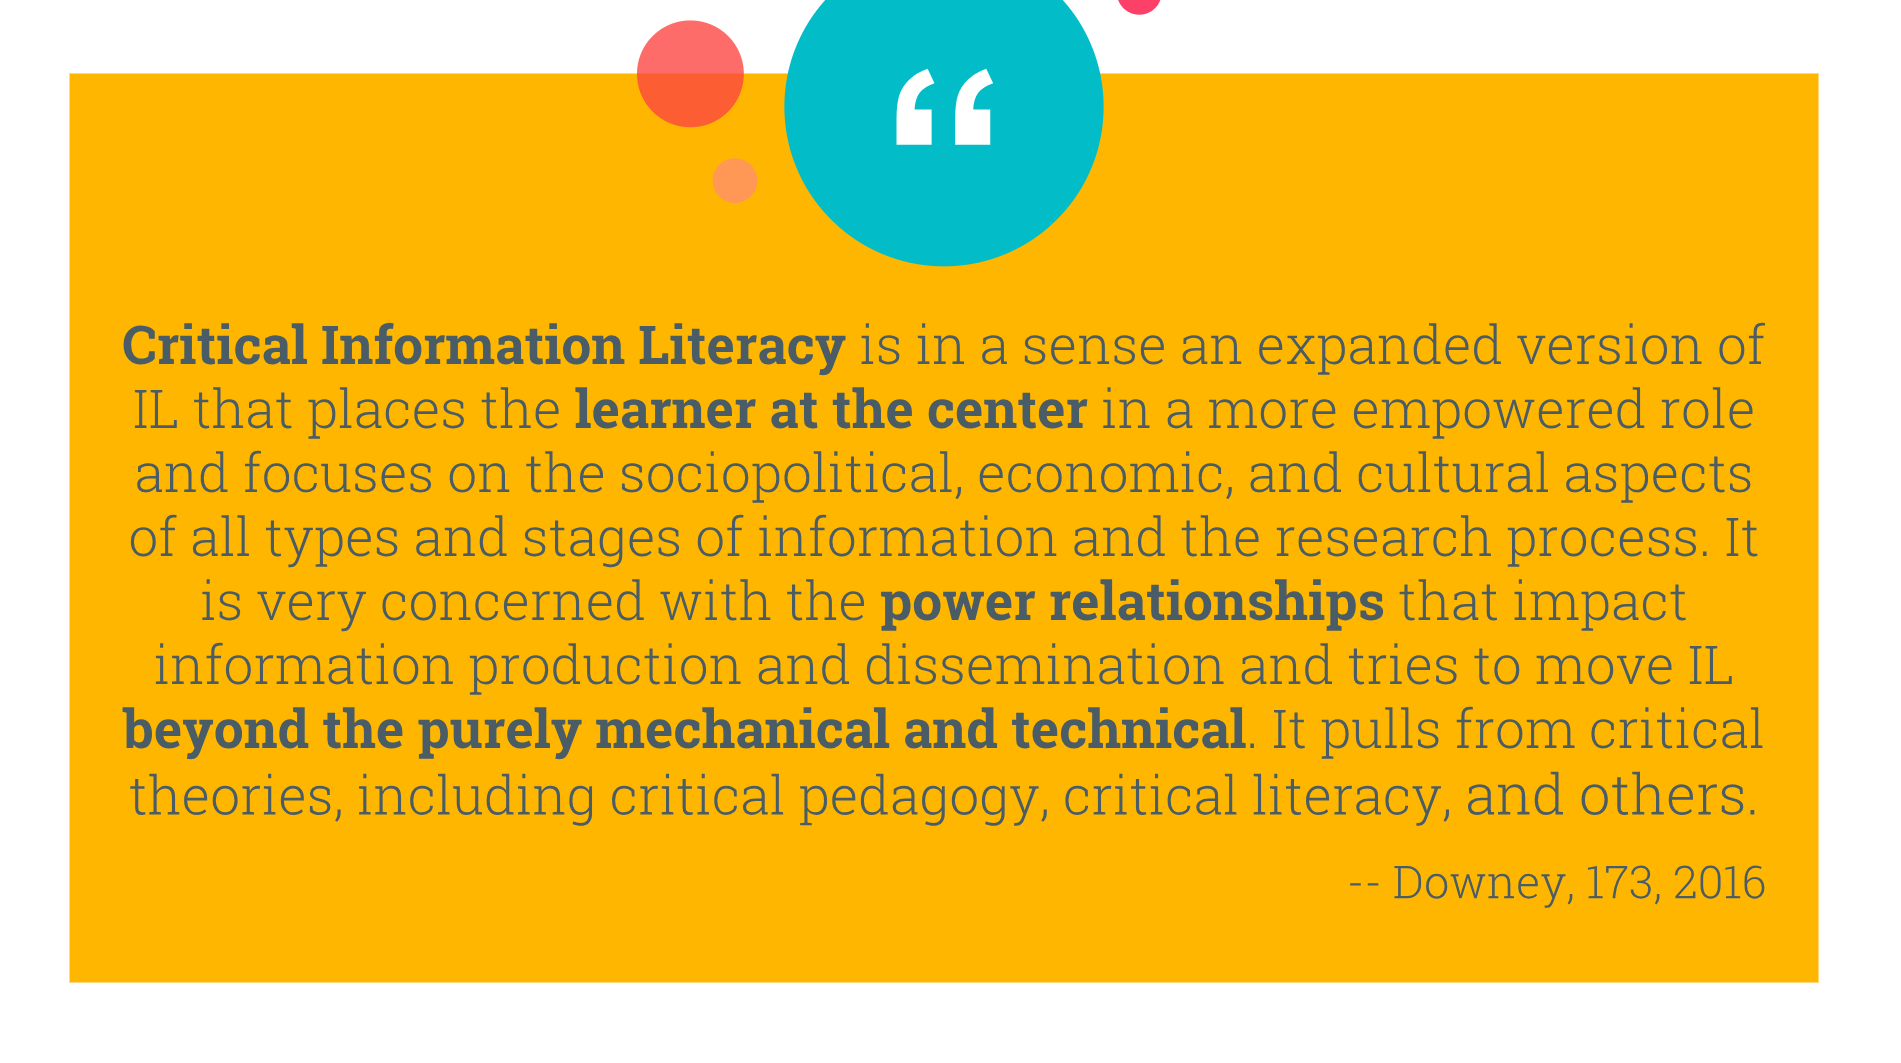 “
Critical Information Literacy is in a sense an expanded version of
IL that places the learner at the center in a more empowered role
and focuses on the sociopolitical, economic, and cultural aspects
of all types and stages of information and the research process. It
is very concerned with the power relationships that impact
information production and dissemination and tries to move IL
beyond the purely mechanical and technical. It pulls from critical
theories, including critical pedagogy, critical literacy, and others.
-- Downey, 173, 2016